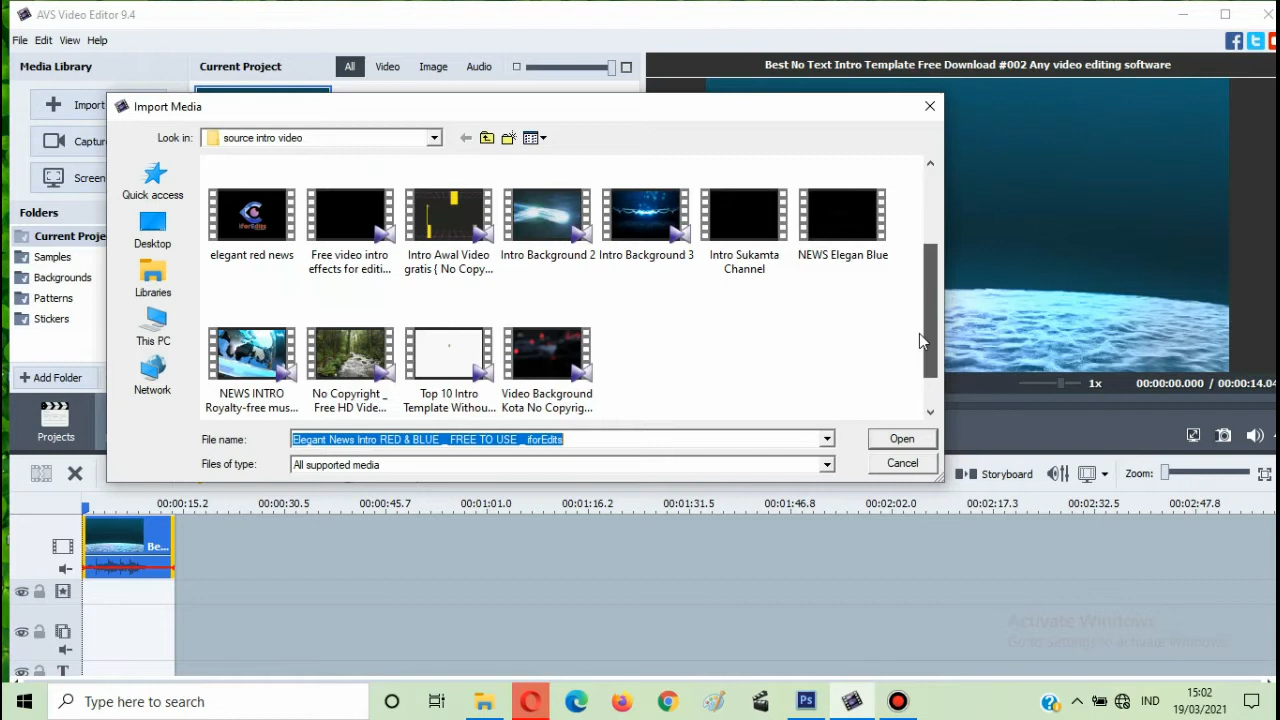 AVS Video Editor 9.4
File Edit View Help
Media Library
Current Project
All Video Image Audio
Best No Text Intro Template Free Download #002 Any video editing software
Import
Captur
Screen
Folders
Current Proje
Samples
Backgrounds
Patterns
Stickers
Add Folder
Projects
Import Media
Look in: source intro video
Quick access
Desktop
Libraries
This PC
Network
elegant red news
Free video intro
effects for editi...
Intro Awal Video
gratis { No Copy...
Intro Background 2
Intro Background 3
Intro Sukamta
Channel
NEWS Elegan Blue
NEWS INTRO
Royalty-free mus...
No Copyright _
Free HD Vide...
Top 10 Intro
Template Withou...
Video Background
Kota No Copyrig...
File name: Elegant News Intro RED & BLUE _ FREE TO USE _ iforEdits
Open
Files of type: All supported media
Cancel
1x 00:00:00.000 / 00:00:14.04
Storyboard
Zoom:
00:00:15.2 00:00:30.5 00:00:45.7 00:01:01.0 00:01:16.2 00:01:31.5 00:01:46.8 00:02:02.0 00:02:17.3 00:02:32.5 00:02:47.8
Be...
T
Activate Windows
Go to Settings to activate Windows.
Type here to search
Ps
IND
15:02
19/03/2021